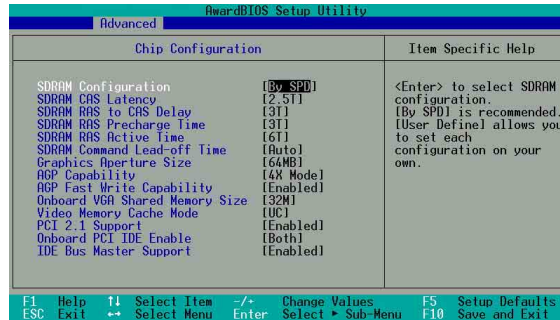 AwardBIOS Setup Utility
Advanced
Chip Configuration
Item Specific Help
SDRAM Configuration [By SPD]
SDRAM CAS Latency [2.5T]
SDRAM RAS to CAS Delay [3T]
SDRAM RAS Precharge Time [3T]
SDRAM RAS Active Time [6T]
SDRAM Command Lead-off Time [Auto]
Graphics Aperture Size [64MB]
AGP Capability [4X Mode]
AGP Fast Write Capability [Enabled]
Onboard VGA Shared Memory Size [32M]
Video Memory Cache Mode [UC]
PCI 2.1 Support [Enabled]
Onboard PCI IDE Enable [Both]
IDE Bus Master Support [Enabled]
<Enter> to select SDRAM
configuration.
[By SPD] is recommended.
[User Define] allows you
to set each
configuration on your
own.
F1 Help ↑↓ Select Item -/+ Change Values F5 Setup Defaults
ESC Exit ↔ Select Menu Enter Select ► Sub-Menu F10 Save and Exit